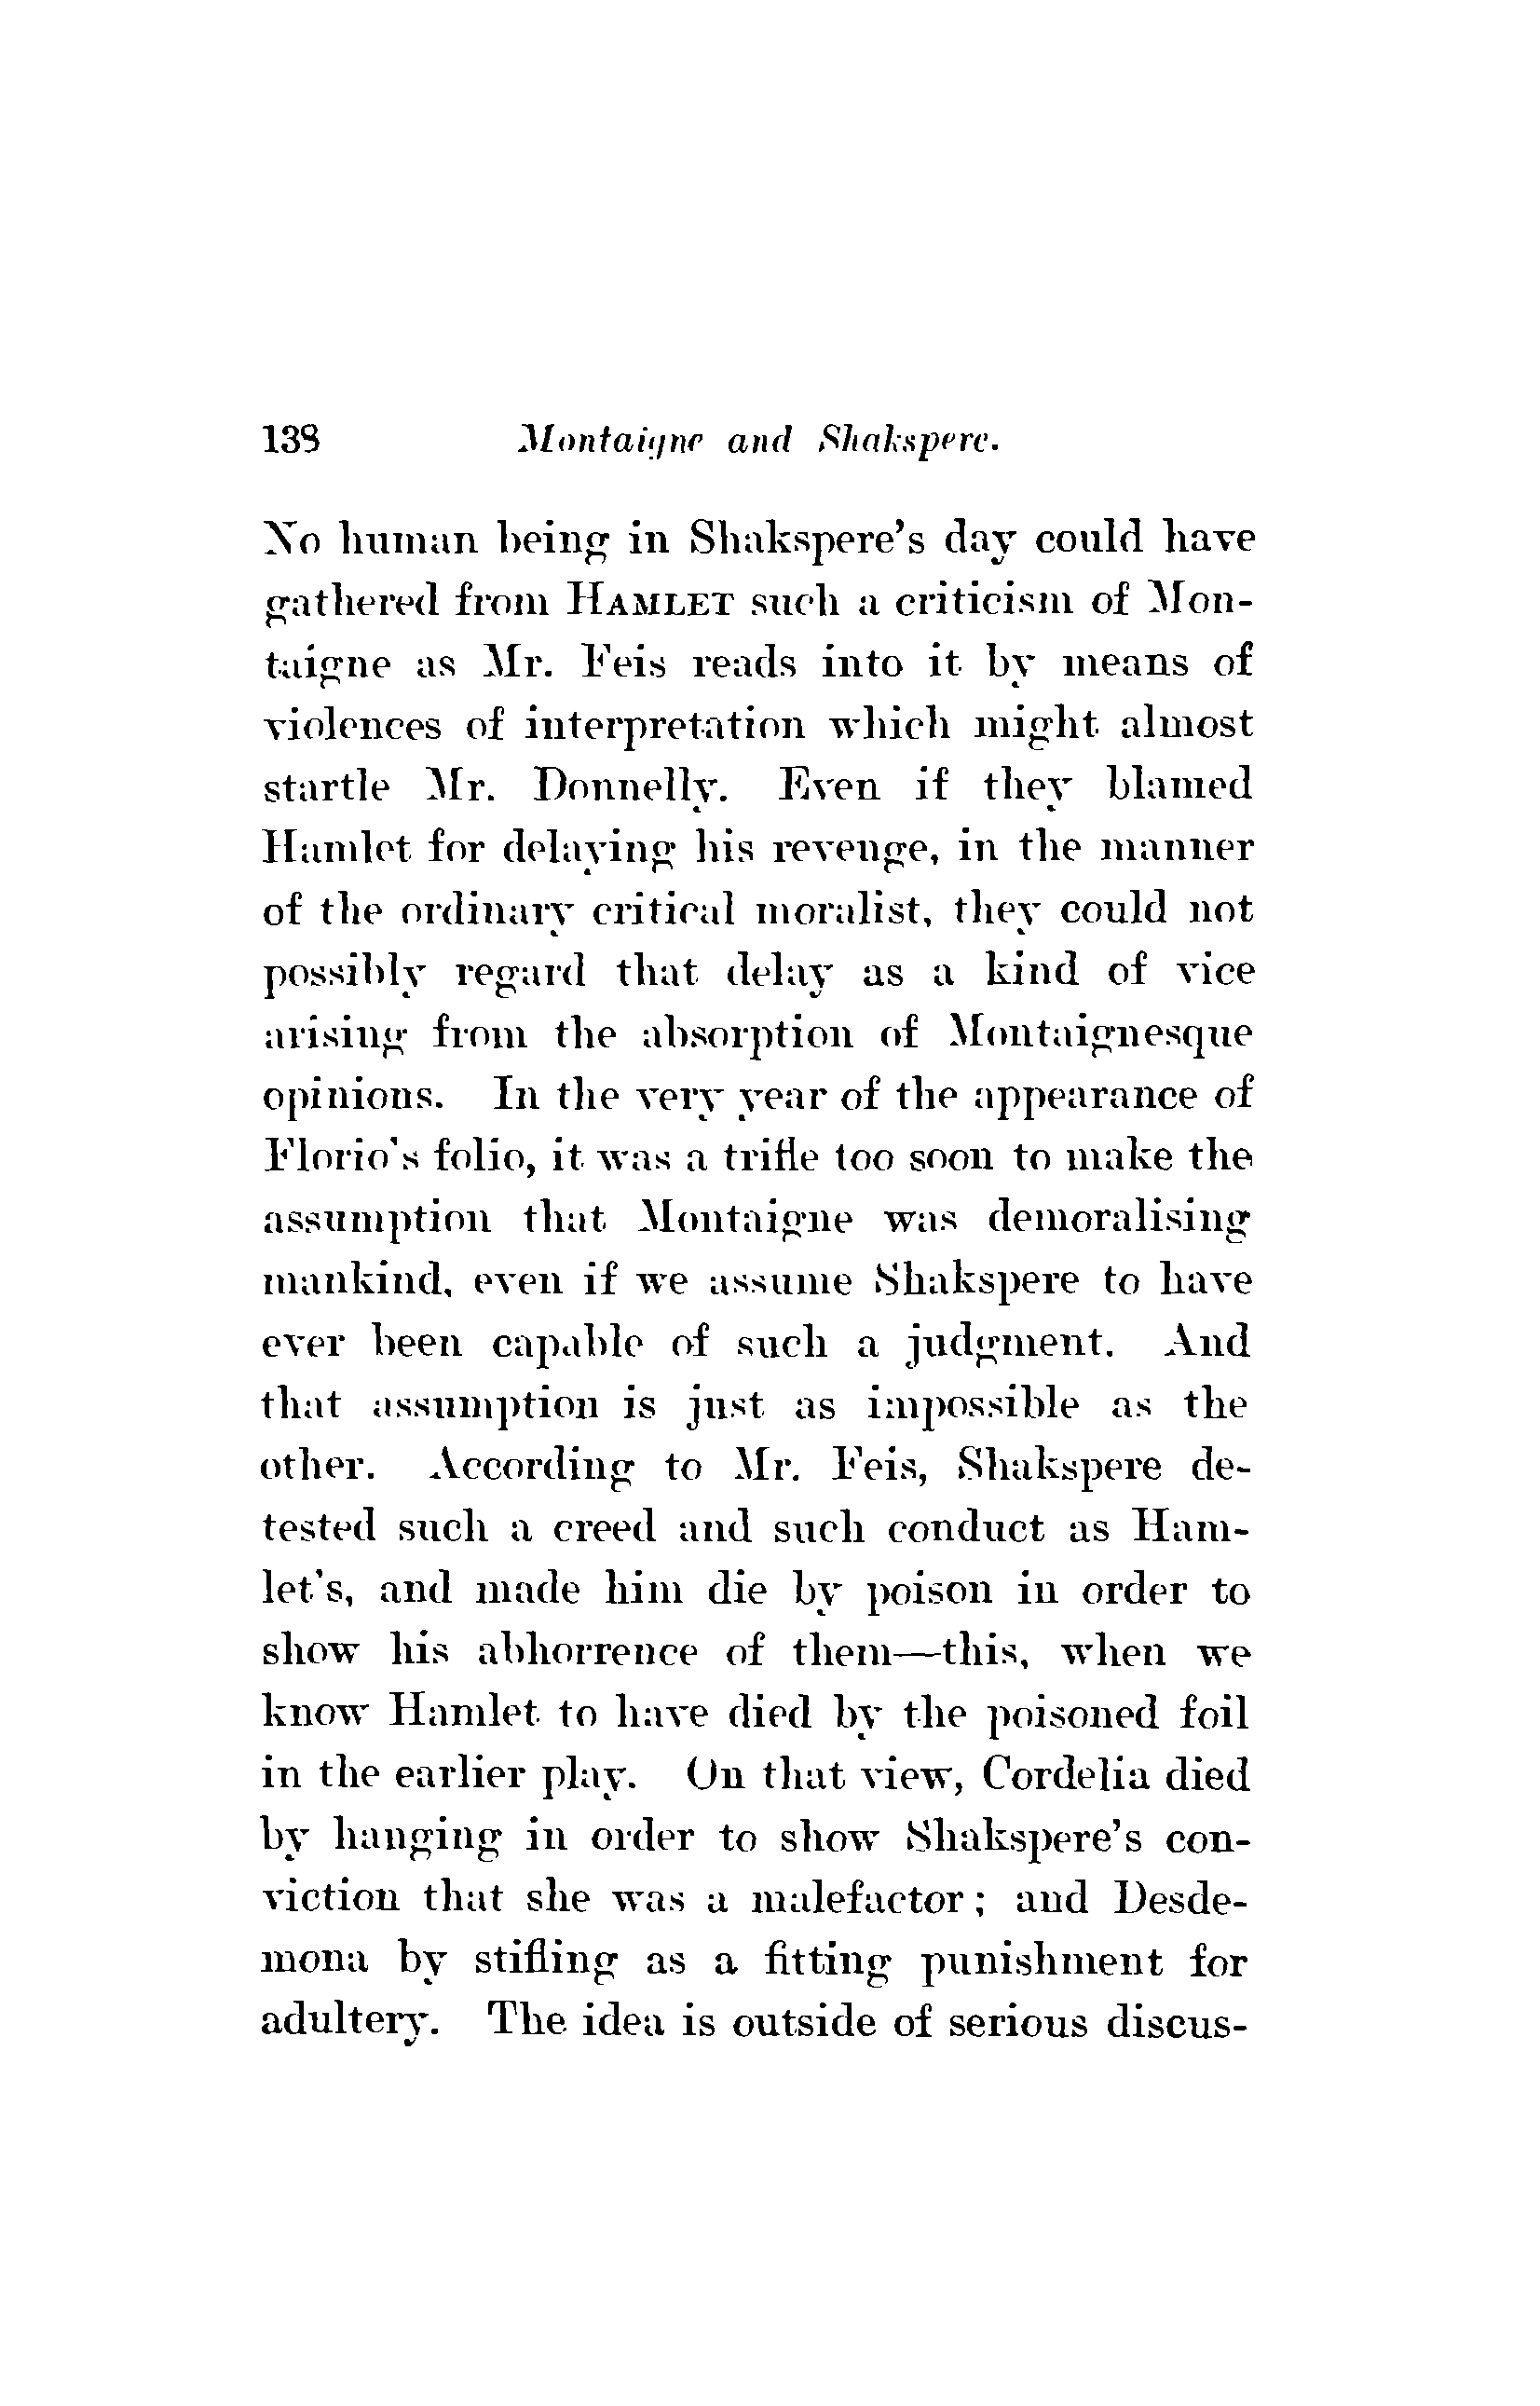 138 Montaigne and Shakspere.
No human being in Shakspere's day could have
gathered from HAMLET such a criticism of Mon-
taigne as Mr. Feis reads into it by means of
violences of interpretation which might almost
startle Mr. Donnelly. Even if they blamed
Hamlet for delaying his revenge, in the manner
of the ordinary critical moralist, they could not
possibly regard that delay as a kind of vice
arising from the absorption of Montaignesque
opinions. In the very year of the appearance of
Florio's folio, it was a trifle too soon to make the
assumption that Montaigne was demoralising
mankind, even if we assume Shakspere to have
ever been capable of such a judgment. And
that assumption is just as impossible as the
other. According to Mr. Feis, Shakspere de-
tested such a creed and such conduct as Ham-
let's, and made him die by poison in order to
show his abhorrence of them—this, when we
know Hamlet to have died by the poisoned foil
in the earlier play. On that view, Cordelia died
by hanging in order to show Shakspere's con-
viction that she was a malefactor; and Desde-
mona by stifling as a fitting punishment for
adultery. The idea is outside of serious discus-